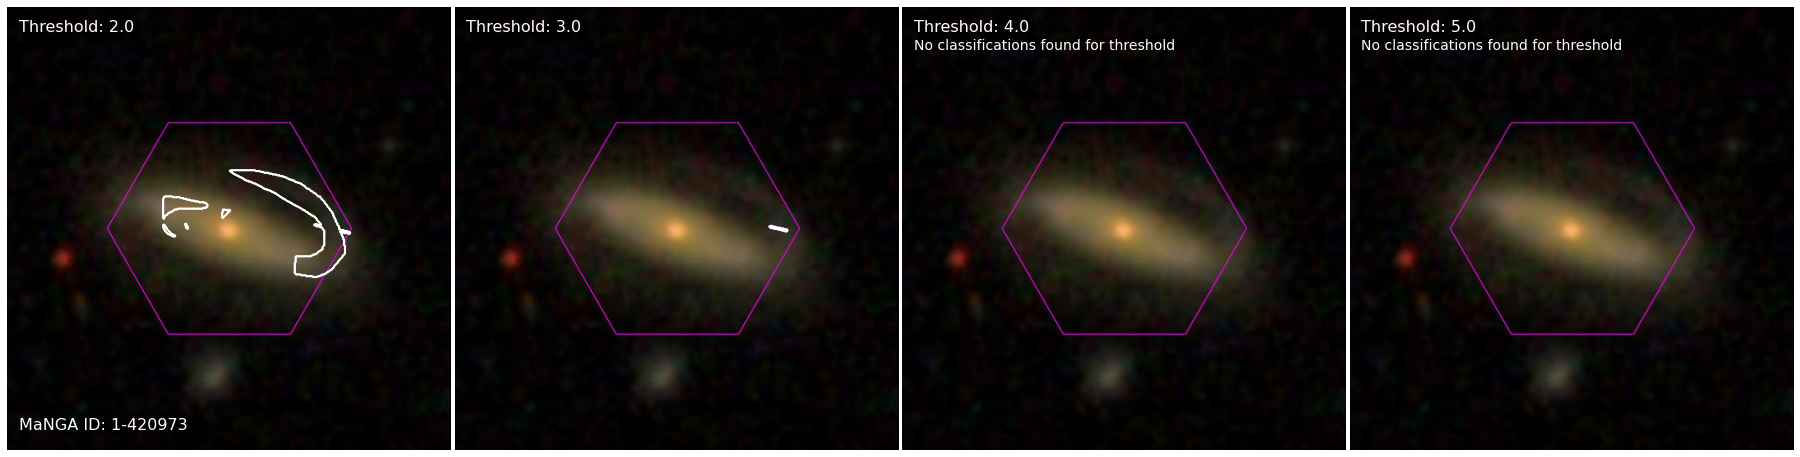 Threshold: 2.0
MaNGA ID: 1-420973
Threshold: 3.0
Threshold: 4.0
No classifications found for threshold
Threshold: 5.0
No classifications found for threshold